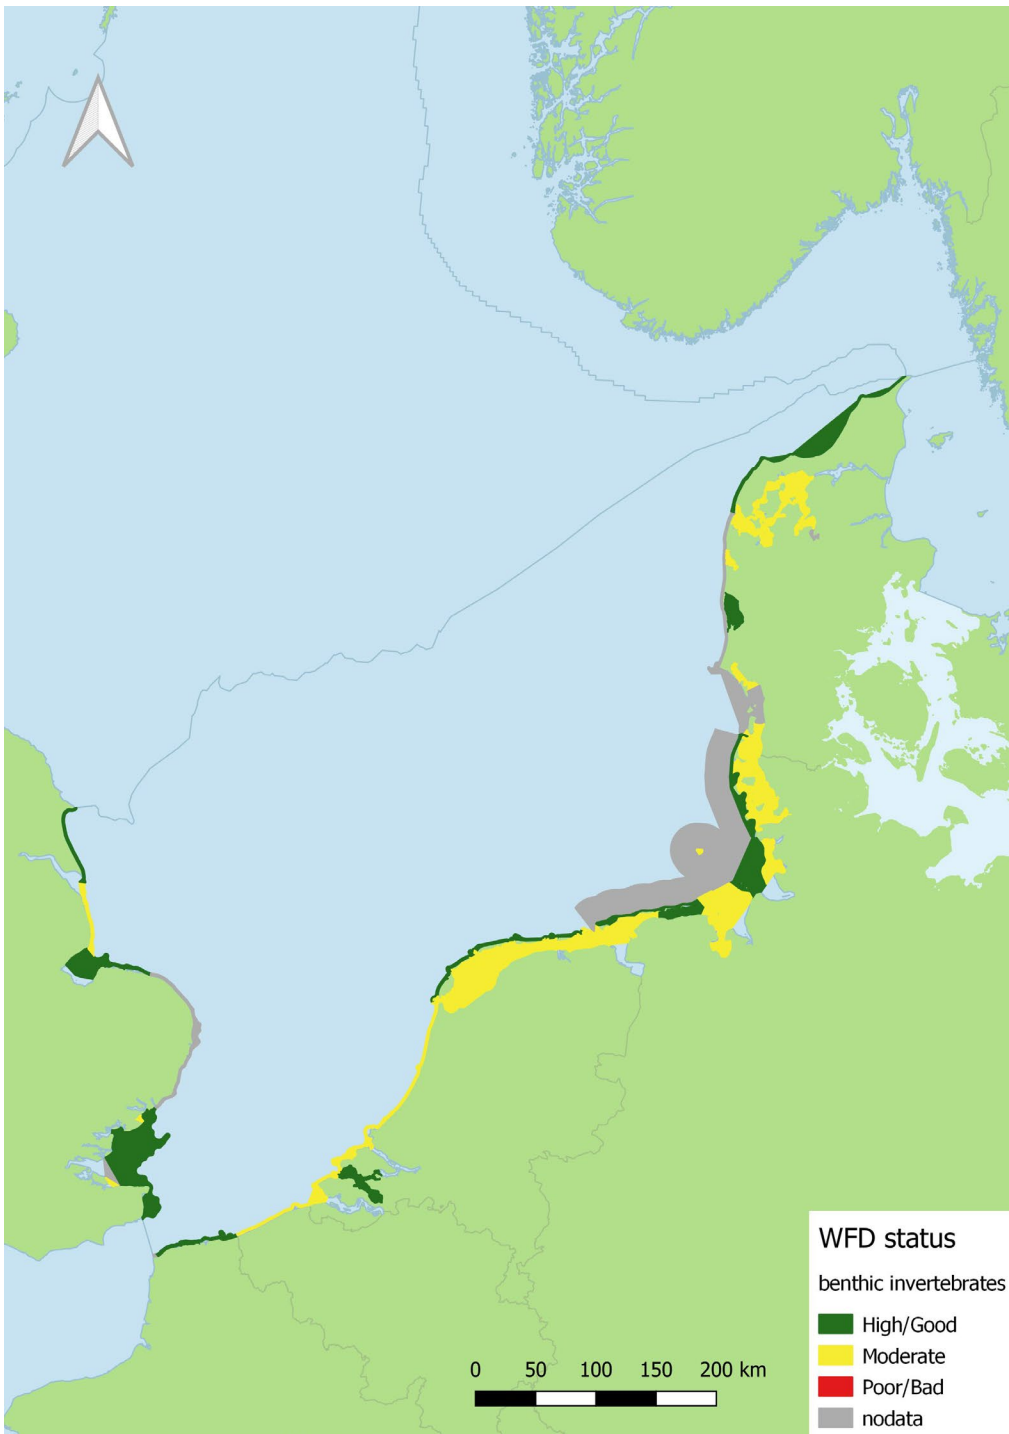 WFD status
benthic invertebrates
High/Good
Moderate
Poor/Bad
nodata
0 50 100 150 200 km